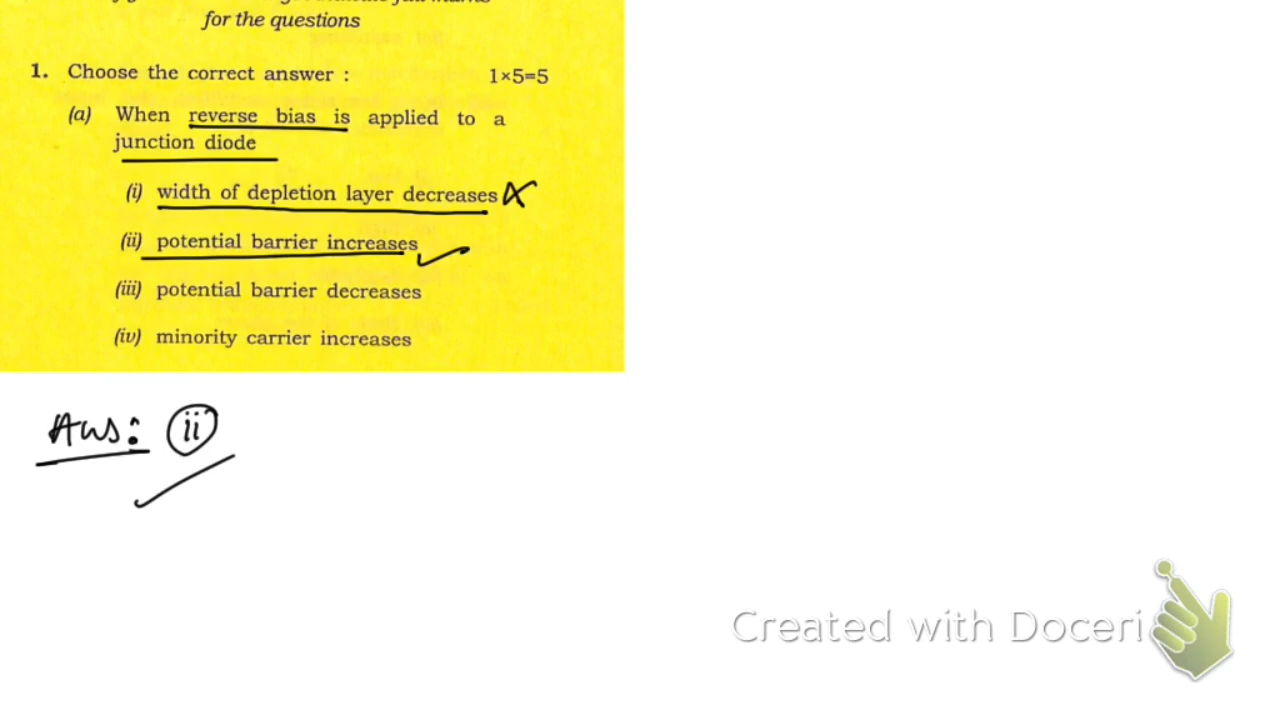 for the questions
1. Choose the correct answer : 1×5=5
(a) When reverse bias is applied to a
junction diode
(i) width of depletion layer decreases
(ii) potential barrier increases
(iii) potential barrier decreases
(iv) minority carrier increases
Ans: ii
Created with Doceri